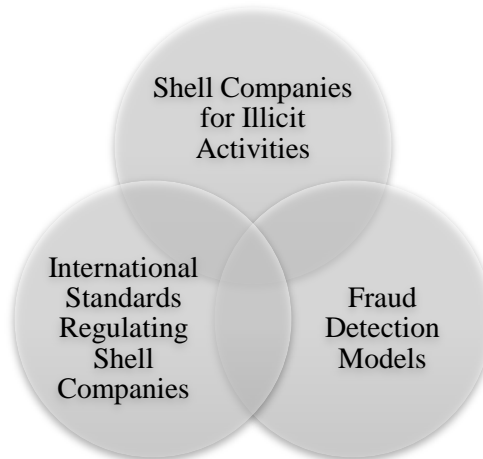 Shell Companies
for Illicit
Activities
International
Standards
Regulating
Shell
Companies
Fraud
Detection
Models